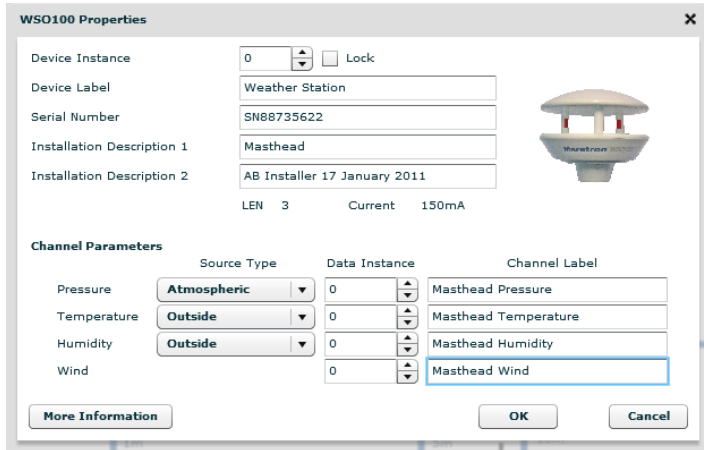 WSO100 Properties
Device Instance 0 Lock
Device Label Weather Station
Serial Number SN88735622
Installation Description 1 Masthead
Installation Description 2 AB Installer 17 January 2011
LEN 3 Current 150mA
Channel Parameters
Source Type Data Instance Channel Label
Pressure Atmospheric 0 Masthead Pressure
Temperature Outside 0 Masthead Temperature
Humidity Outside 0 Masthead Humidity
Wind 0 Masthead Wind
More Information OK Cancel